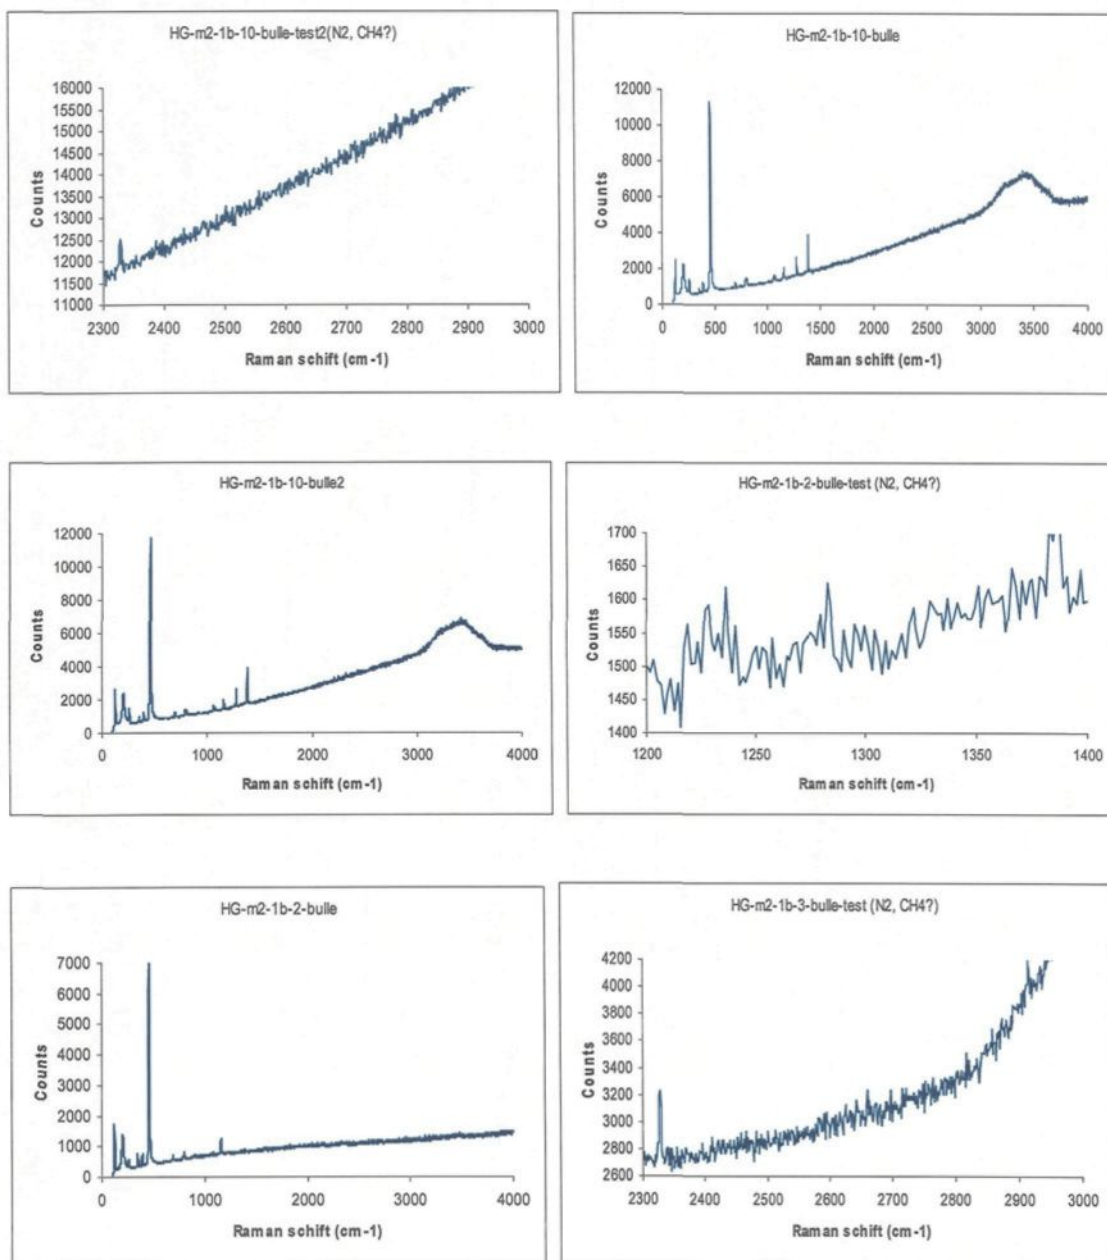 HG-m2-1b-10-bulle-test2(N2, CH4?)
16000
15500
15000
14500
14000
13500
13000
12500
12000
11500
11000
Counts
2300 2400 2500 2600 2700 2800 2900 3000
Raman schift (cm-1)
HG-m2-1b-10-bulle
12000
10000
8000
6000
4000
2000
0
Counts
0 500 1000 1500 2000 2500 3000 3500 4000
Raman schift (cm-1)
HG-m2-1b-10-bulle2
12000
10000
8000
6000
4000
2000
0
Counts
0 1000 2000 3000 4000
Raman schift (cm-1)
HG-m2-1b-2-bulle-test (N2, CH4?)
1700
1650
1600
1550
1500
1450
1400
Counts
1200 1250 1300 1350 1400
Raman schift (cm-1)
HG-m2-1b-2-bulle
7000
6000
5000
4000
3000
2000
1000
0
Counts
0 1000 2000 3000 4000
Raman schift (cm-1)
HG-m2-1b-3-bulle-test (N2, CH4?)
4200
4000
3800
3600
3400
3200
3000
2800
2600
Counts
2300 2400 2500 2600 2700 2800 2900 3000
Raman schift (cm-1)